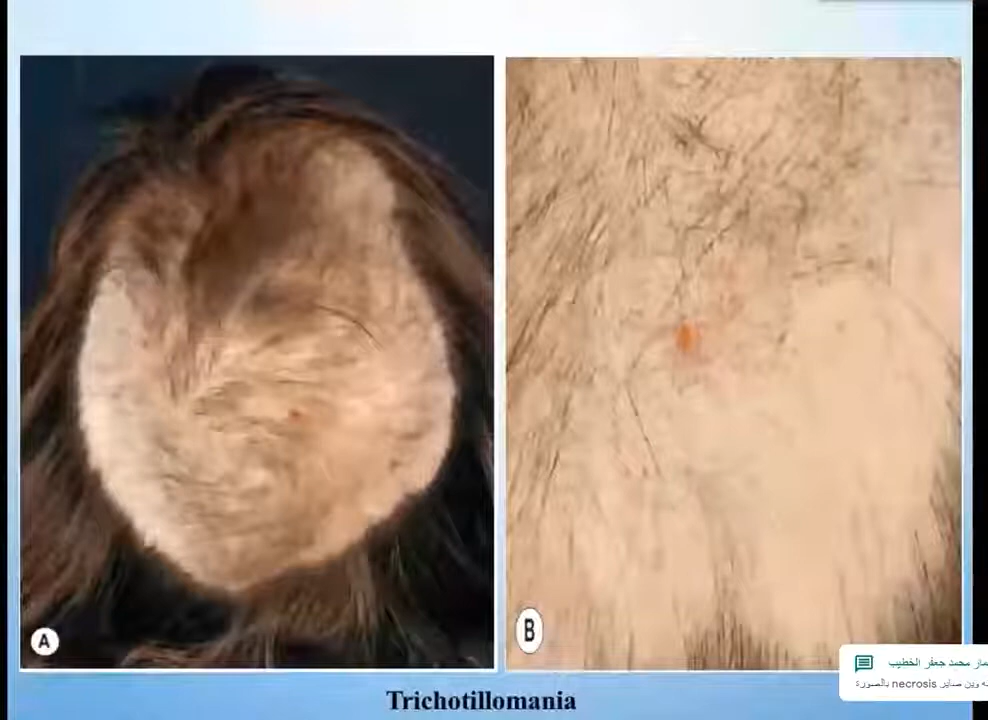 A
B
محمد جعفر الخطيب
وين صاير necrosis بالصورة
Trichotillomania